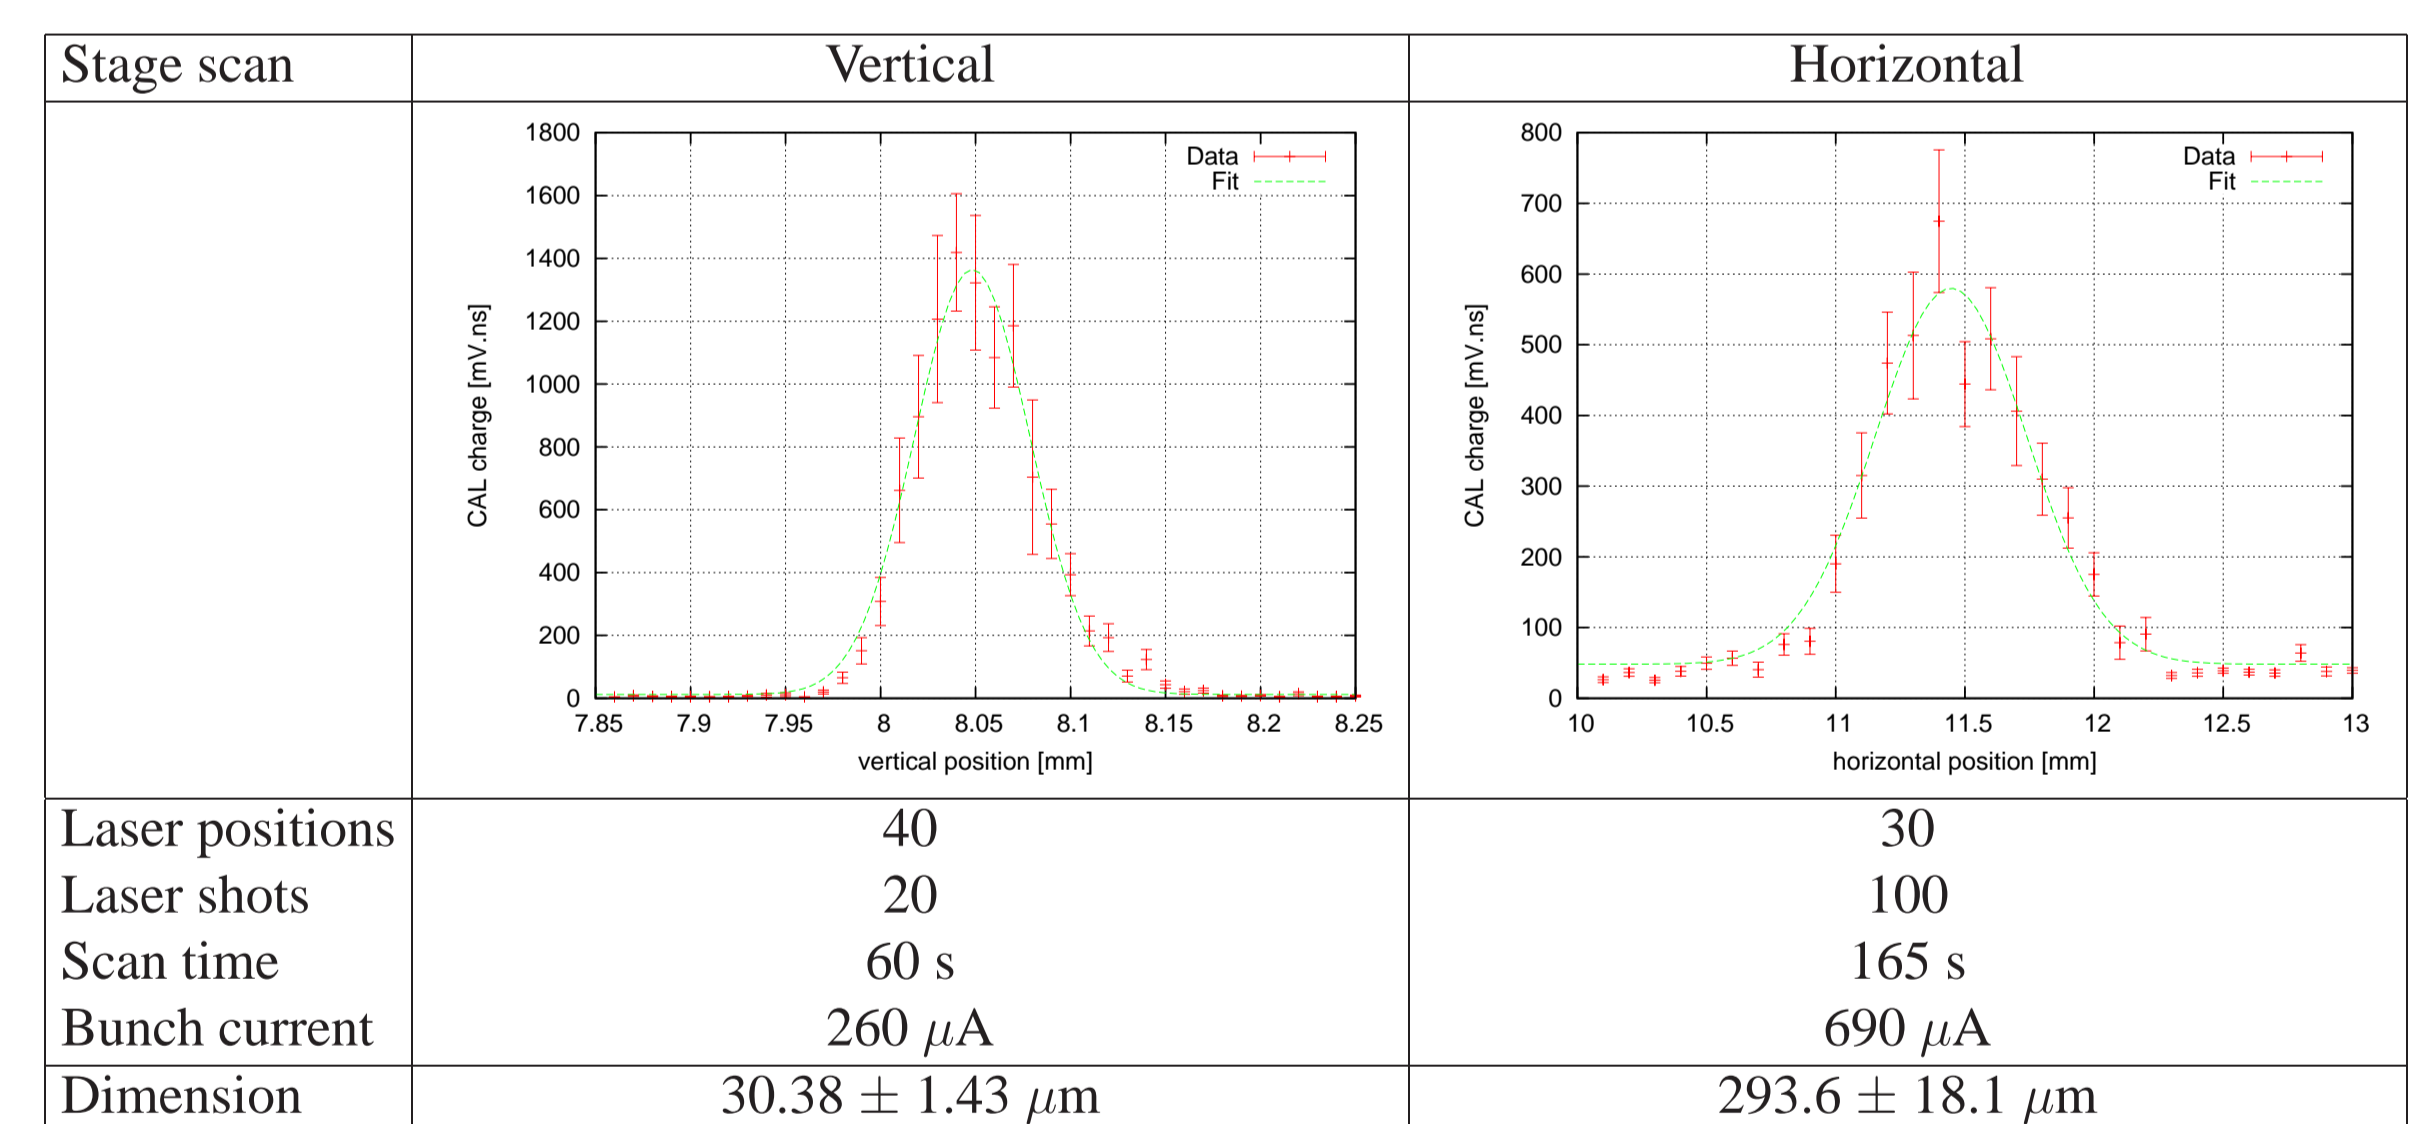 Stage scan Vertical Horizontal
1800
1600
1400
1200
1000
800
600
400
200
0
CAL charge [mV.ns]
Data
Fit
7.85 7.9 7.95 8 8.05 8.1 8.15 8.2 8.25
vertical position [mm]
800
700
600
500
400
300
200
100
0
CAL charge [mV.ns]
Data
Fit
10 10.5 11 11.5 12 12.5 13
horizontal position [mm]
Laser positions 40 30
Laser shots 20 100
Scan time 60 s 165 s
Bunch current 260 μA 690 μA
Dimension 30.38 ± 1.43 μm 293.6 ± 18.1 μm